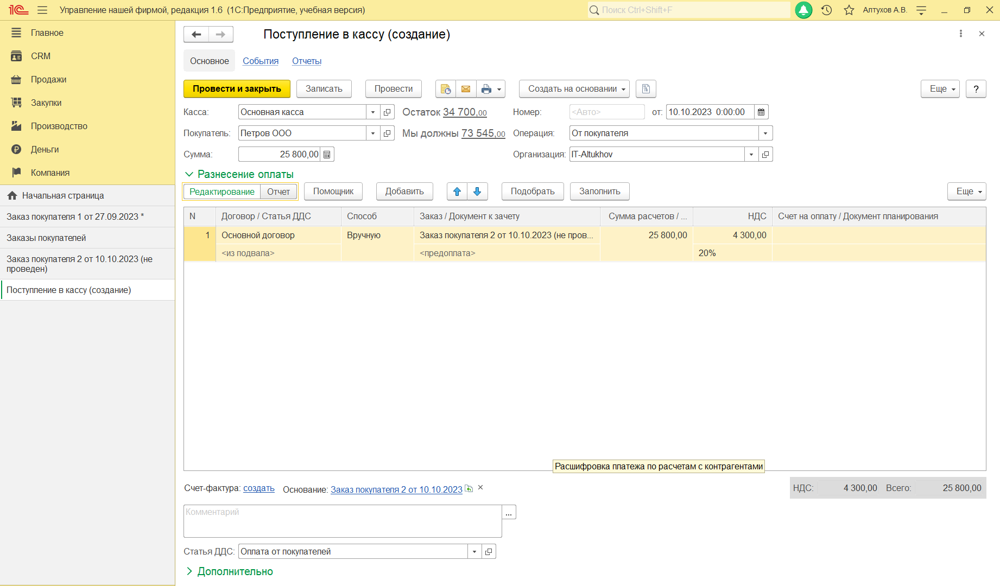 Управление нашей фирмой, редакция 1.6 (1С:Предприятие, учебная версия)
Поиск Ctrl+Shift+F
Алтухов А.В.
Главное
CRM
Продажи
Закупки
Производство
Деньги
Компания
Начальная страница
Заказ покупателя 1 от 27.09.2023 *
Заказы покупателей
Заказ покупателя 2 от 10.10.2023 (не
проведен)
Поступление в кассу (создание)
Поступление в кассу (создание)
Основное События Отчеты
Провести и закрыть Записать Провести Создать на основании Еще ?
Касса: Основная касса Остаток 34 700,00 Номер: <Авто> от: 10.10.2023 0:00:00
Покупатель: Петров ООО Мы должны 73 545,00 Операция: От покупателя
Сумма: 25 800,00 Организация: IT-Altukhov
Разнесение оплаты
Редактирование Отчет Помощник Добавить Подобрать Заполнить Еще
N Договор / Статья ДДС Способ Заказ / Документ к зачету Сумма расчетов / ... НДС Счет на оплату / Документ планирования
1 Основной договор Вручную Заказ покупателя 2 от 10.10.2023 (не пров... 25 800,00 4 300,00
<из подвала> <предоплата> 20%
Расшифровка платежа по расчетам с контрагентами
Счет-фактура: создать Основание: Заказ покупателя 2 от 10.10.2023 НДС: 4 300,00 Всего: 25 800,00
Комментарий ...
Статья ДДС: Оплата от покупателей
Дополнительно